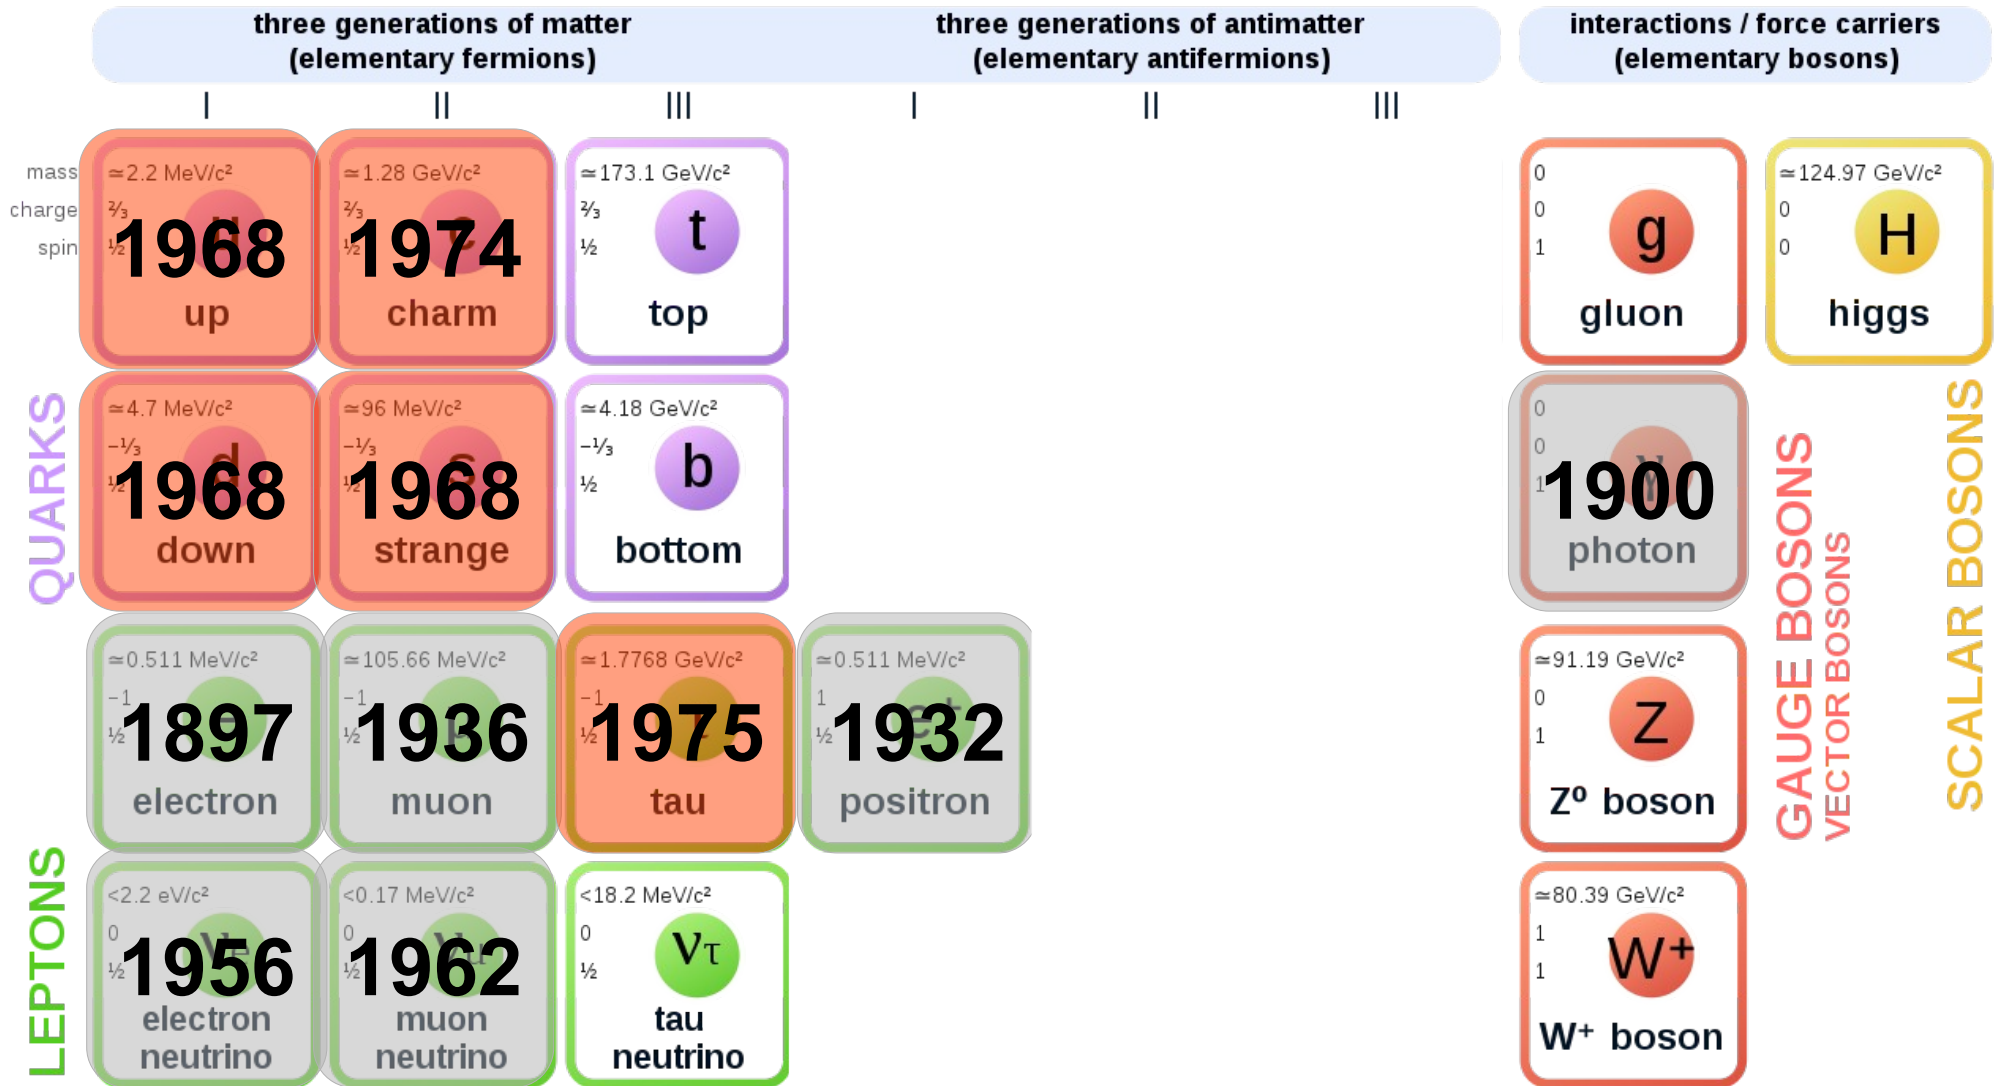 three generations of matter
(elementary fermions)
three generations of antimatter
(elementary antifermions)
interactions / force carriers
(elementary bosons)
I
II
III
I
II
III
mass
charge
spin
≃2.2 MeV/c²
⅔
½
1968
up
≃1.28 GeV/c²
⅔
½
c
1974
charm
≃173.1 GeV/c²
⅔
½
t
top
0
0
1
g
gluon
≃124.97 GeV/c²
0
0
H
higgs
QUARKS
≃4.7 MeV/c²
−⅓
½
d
1968
down
≃96 MeV/c²
−⅓
½
s
1968
strange
≃4.18 GeV/c²
−⅓
½
b
bottom
0
0
1
γ
1900
photon
GAUGE BOSONS
VECTOR BOSONS
SCALAR BOSONS
LEPTONS
≃0.511 MeV/c²
−1
½
1897
electron
≃105.66 MeV/c²
−1
½
1936
muon
≃1.7768 GeV/c²
−1
½
1975
tau
≃0.511 MeV/c²
1
½
e⁺
1932
positron
≃91.19 GeV/c²
0
1
Z
Z⁰ boson
<2.2 eV/c²
0
½
νe
1956
electron
neutrino
<0.17 MeV/c²
0
½
νμ
1962
muon
neutrino
<18.2 MeV/c²
0
½
ντ
tau
neutrino
≃80.39 GeV/c²
1
1
W⁺
W⁺ boson